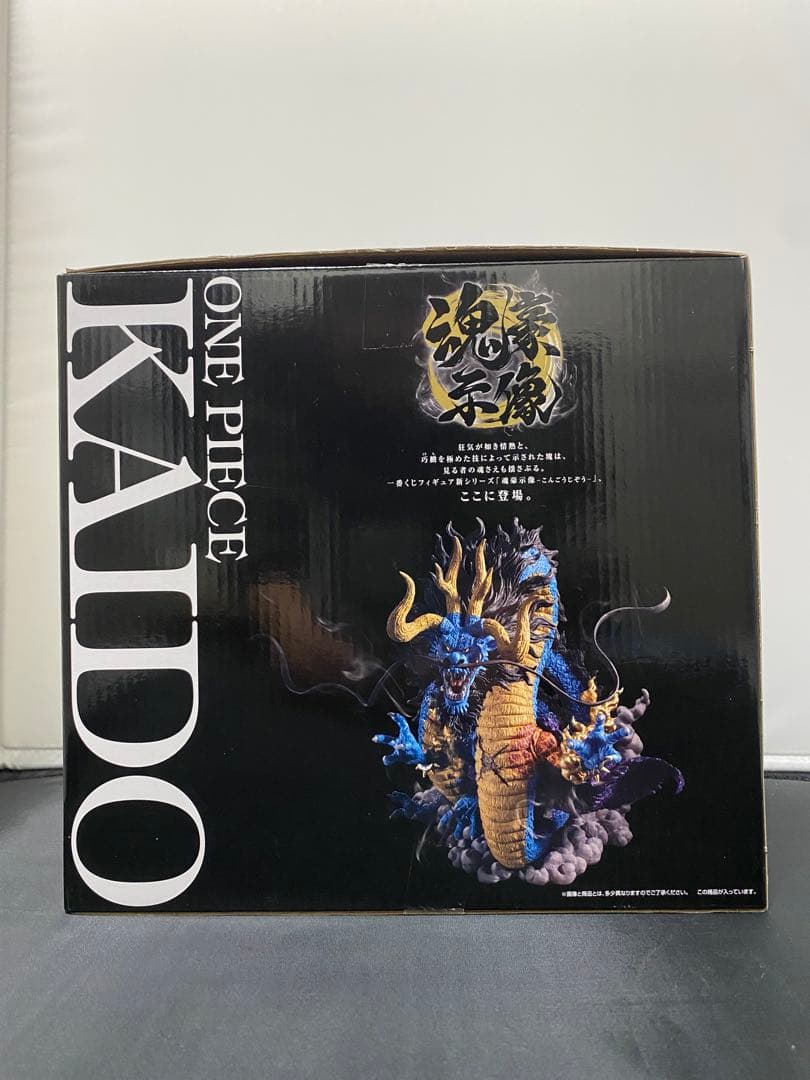 ONE PIECE
KAIDO
魂豪
示像
狂気が如き情熱と、
巧緻を極めた技によって示された塊は、
見る者の魂さえも揺さぶる。
一番くじフィギュア新シリーズ「魂豪示像-こんごうじぞう-」、
ここに登場。
※画像と商品とは、多少異なりますのでご了承ください。 この商品が入っています。